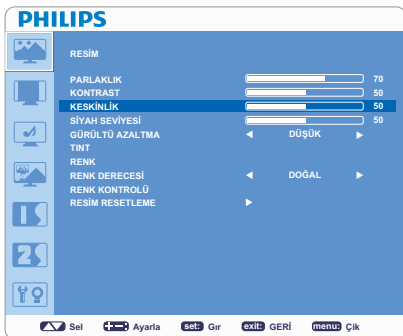 PHILIPS
RESİM
PARLAKLIK 70
KONTRAST 50
KESKİNLİK 50
SİYAH SEVİYESİ 50
GÜRÜLTÜ AZALTMA DÜŞÜK
TINT
RENK
RENK DERECESİ DOĞAL
RENK KONTROLÜ
RESİM RESETLEME
Sel Ayarla set: Gır exit: GERİ menu: Çik